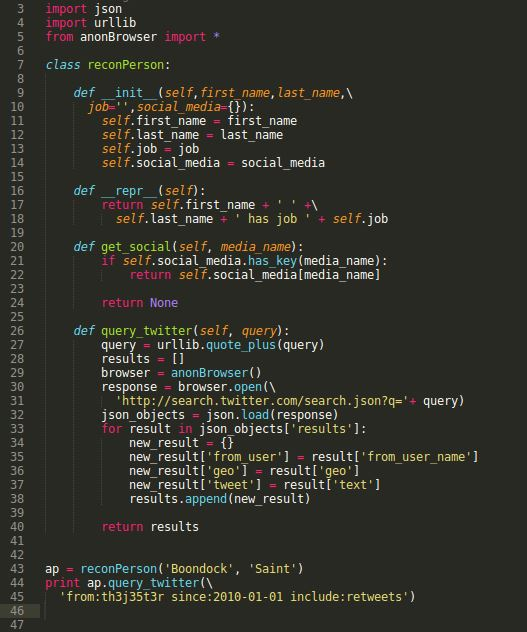 3 import json
4 import urllib
5 from anonBrowser import *
6
7 class reconPerson:
8
9     def __init__(self,first_name,last_name,\
10       job='',social_media={}):
11         self.first_name = first_name
12         self.last_name = last_name
13         self.job = job
14         self.social_media = social_media
15
16     def __repr__(self):
17         return self.first_name + ' ' +\
18           self.last_name + ' has job ' + self.job
19
20     def get_social(self, media_name):
21         if self.social_media.has_key(media_name):
22             return self.social_media[media_name]
23
24         return None
25
26     def query_twitter(self, query):
27         query = urllib.quote_plus(query)
28         results = []
29         browser = anonBrowser()
30         response = browser.open(\
31           'http://search.twitter.com/search.json?q='+ query)
32         json_objects = json.load(response)
33         for result in json_objects['results']:
34             new_result = {}
35             new_result['from_user'] = result['from_user_name']
36             new_result['geo'] = result['geo']
37             new_result['tweet'] = result['text']
38             results.append(new_result)
39
40         return results
41
42
43 ap = reconPerson('Boondock', 'Saint')
44 print ap.query_twitter(\
45   'from:th3j35t3r since:2010-01-01 include:retweets')
46
47